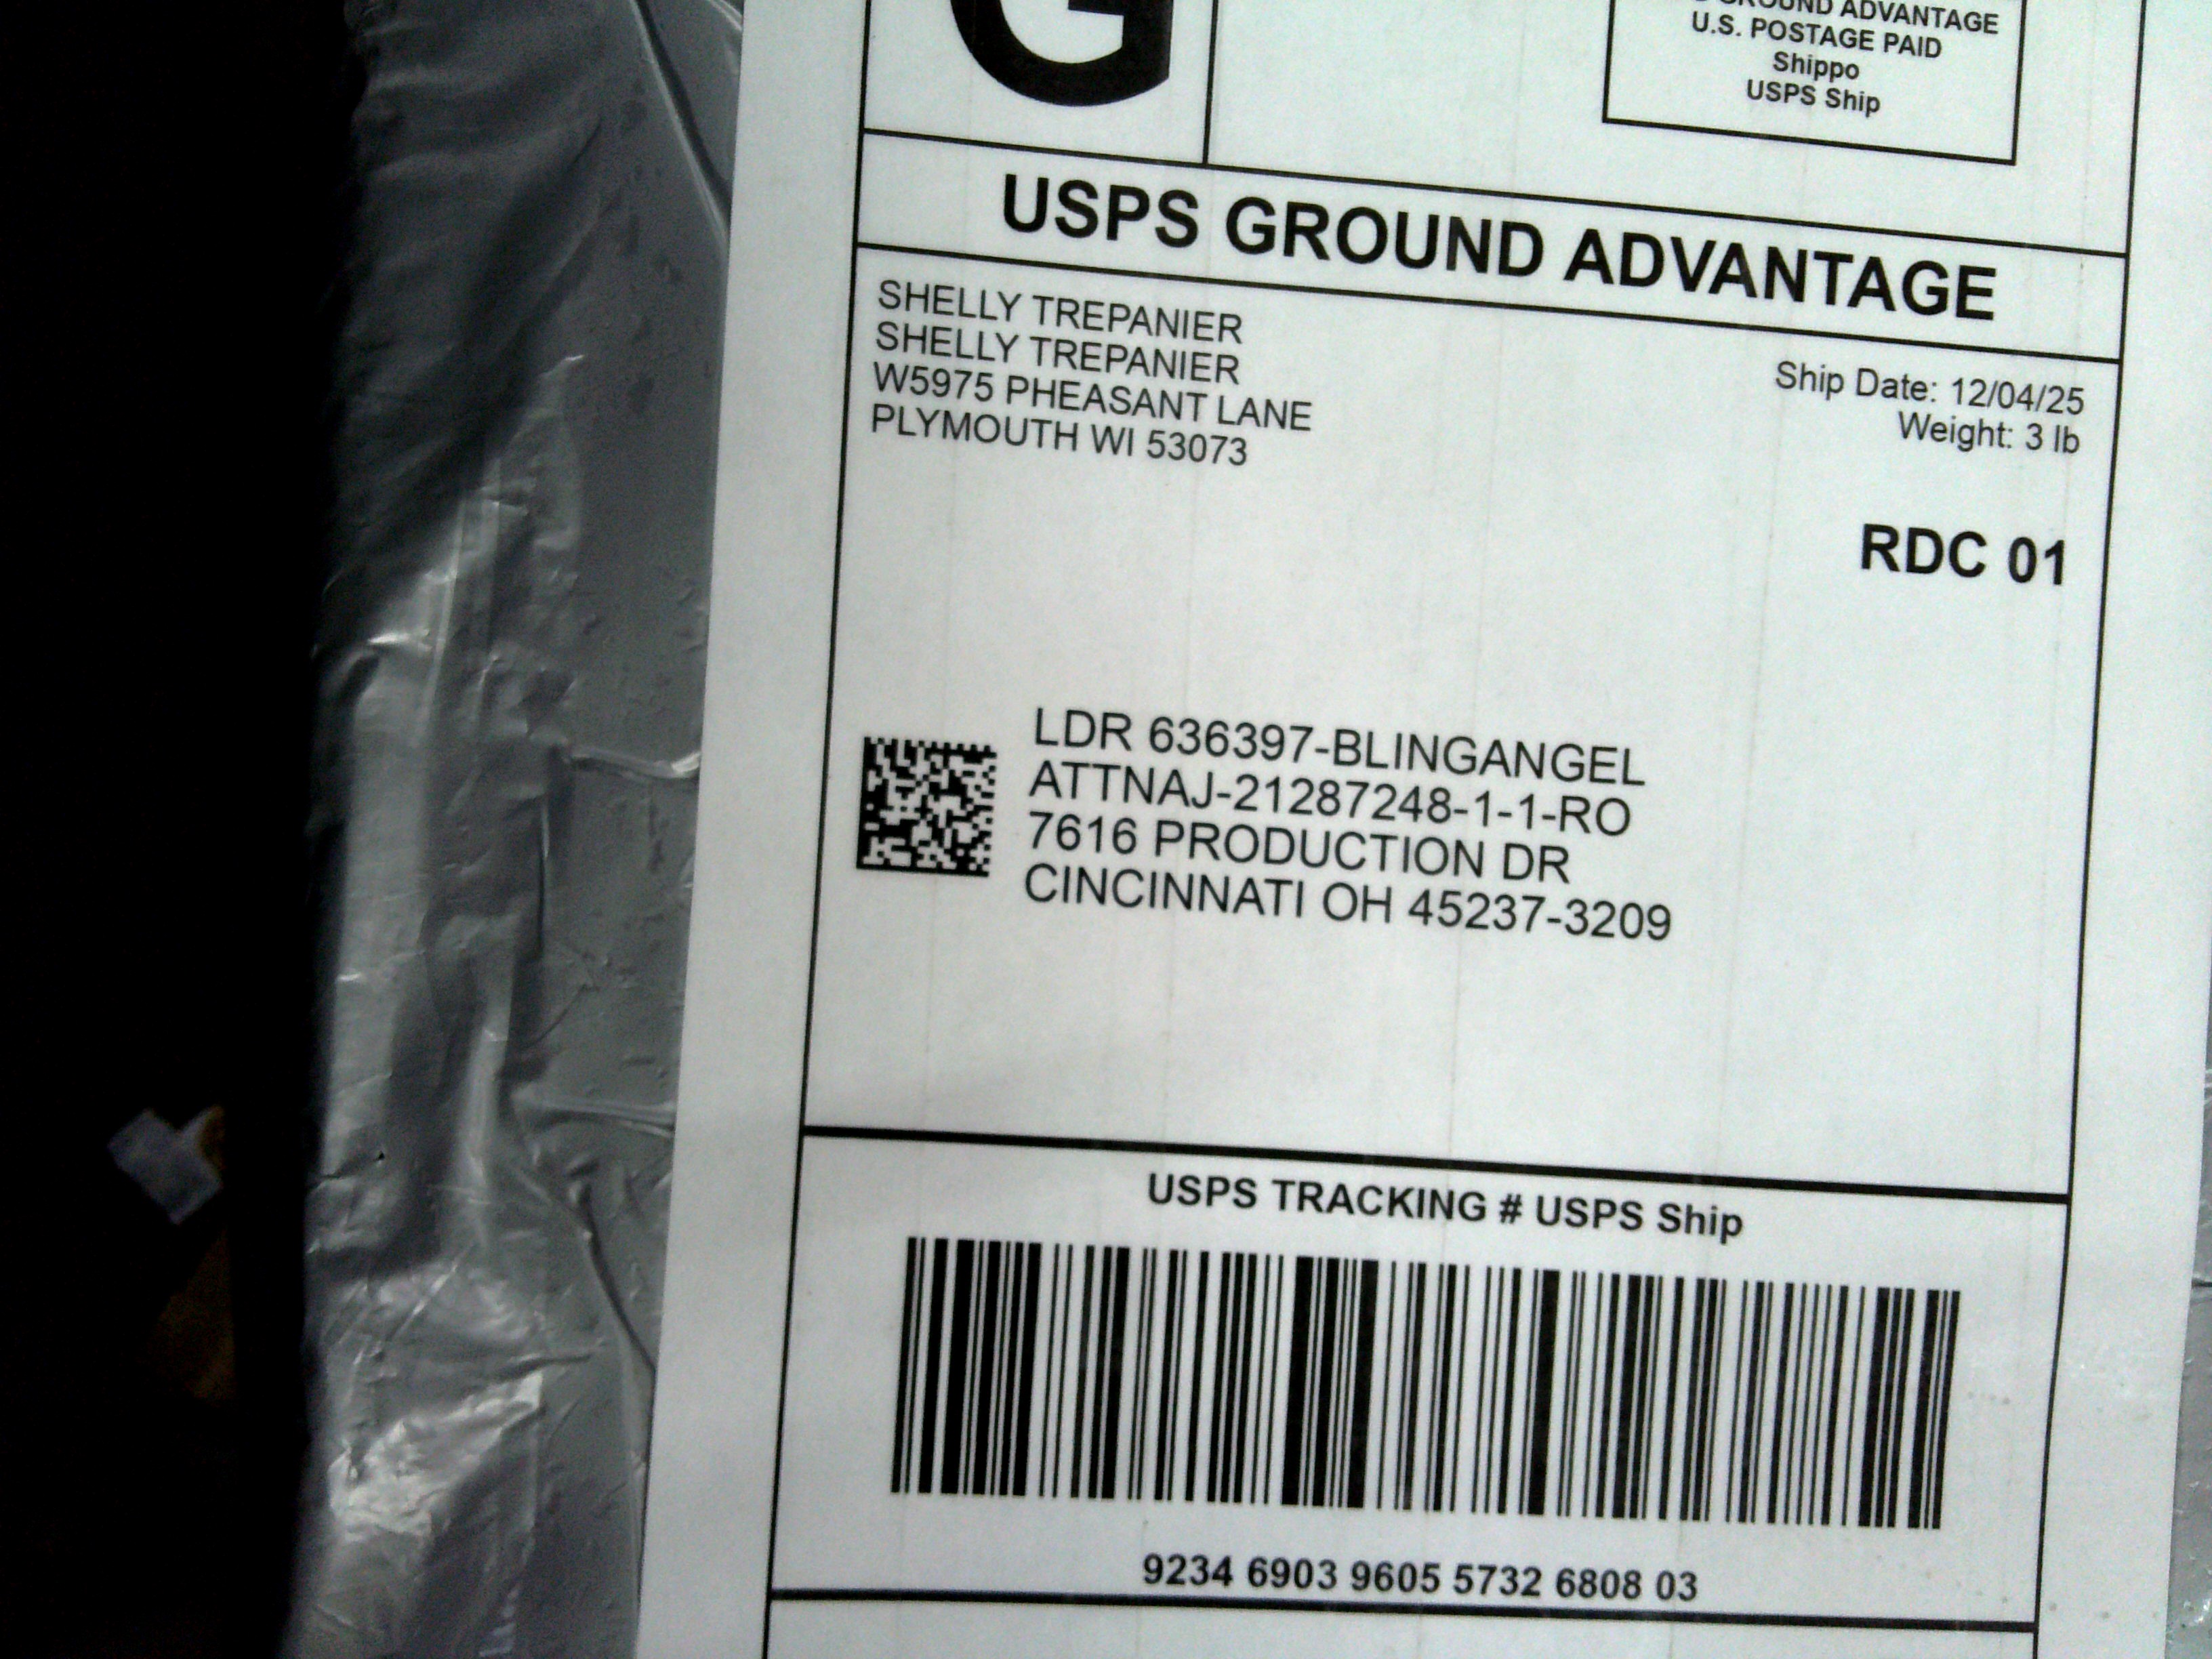 G
GROUND ADVANTAGE
U.S. POSTAGE PAID
Shippo
USPS Ship
USPS GROUND ADVANTAGE
SHELLY TREPANIER
SHELLY TREPANIER
W5975 PHEASANT LANE
PLYMOUTH WI 53073
Ship Date: 12/04/25
Weight: 3 lb
RDC 01
LDR 636397-BLINGANGEL
ATTNAJ-21287248-1-1-RO
7616 PRODUCTION DR
CINCINNATI OH 45237-3209
USPS TRACKING # USPS Ship
9234 6903 9605 5732 6808 03